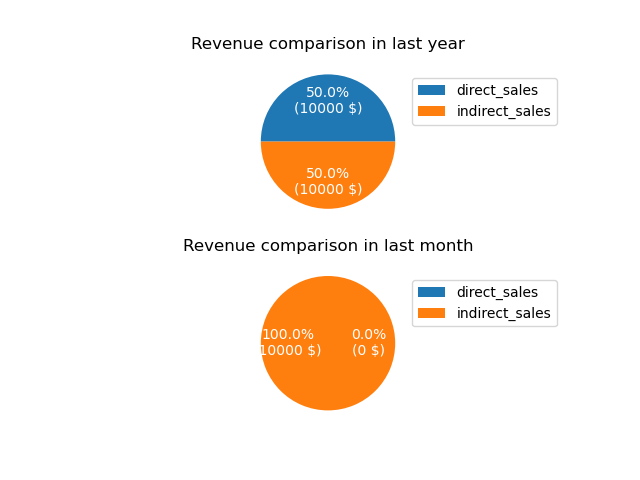 Revenue comparison in last year
50.0%
(10000 $)
direct_sales
indirect_sales
50.0%
(10000 $)
Revenue comparison in last month
direct_sales
indirect_sales
100.0%
(10000 $)
0.0%
(0 $)